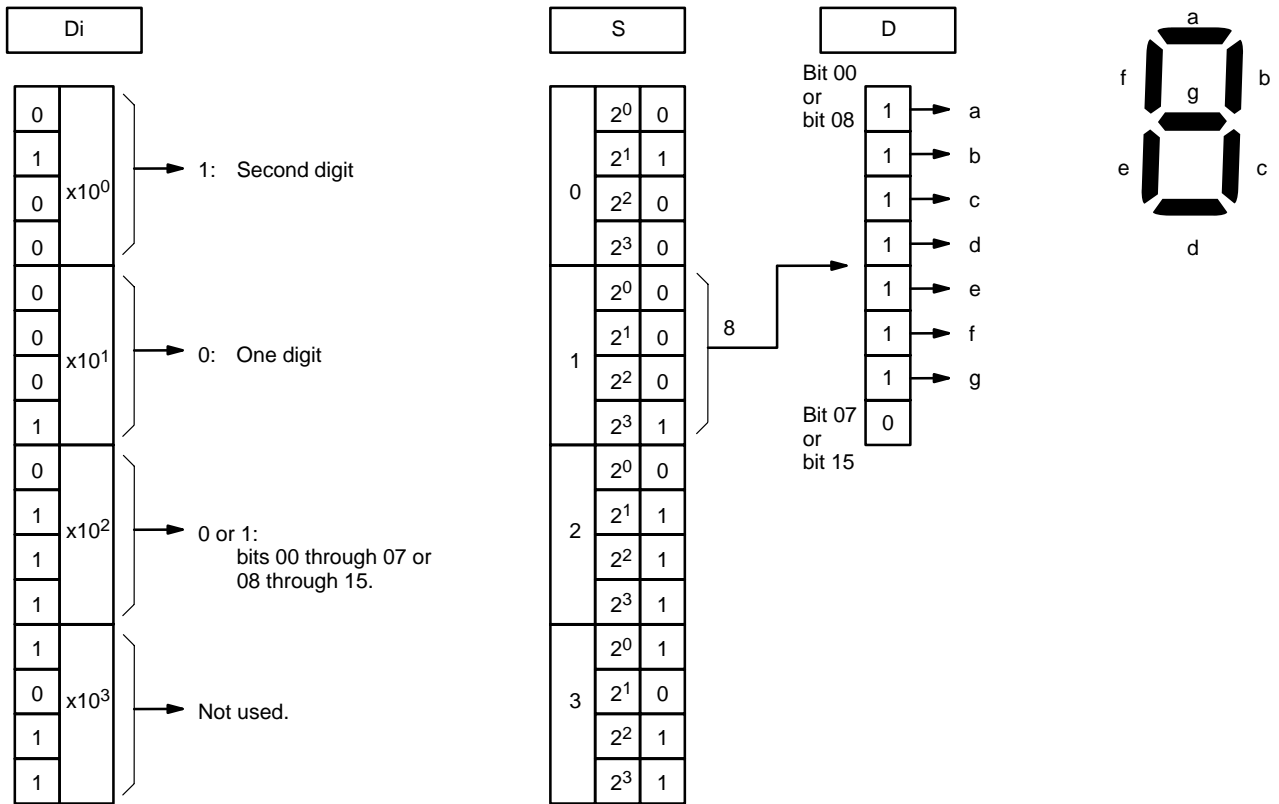 Di S D
a
f b
g
e c
d
Bit 00
or
bit 08
0
1
0
0
x10⁰
1: Second digit
0
0
0
1
x10¹
0: One digit
0
1
1
1
x10²
0 or 1:
bits 00 through 07 or
08 through 15.
1
0
1
1
x10³
Not used.
0
2⁰ 0
2¹ 1
2² 0
2³ 0
1
2⁰ 0
2¹ 0
2² 0
2³ 1
8
2
2⁰ 0
2¹ 1
2² 1
2³ 1
3
2⁰ 1
2¹ 0
2² 1
2³ 1
1 a
1 b
1 c
1 d
1 e
1 f
1 g
0
Bit 07
or
bit 15